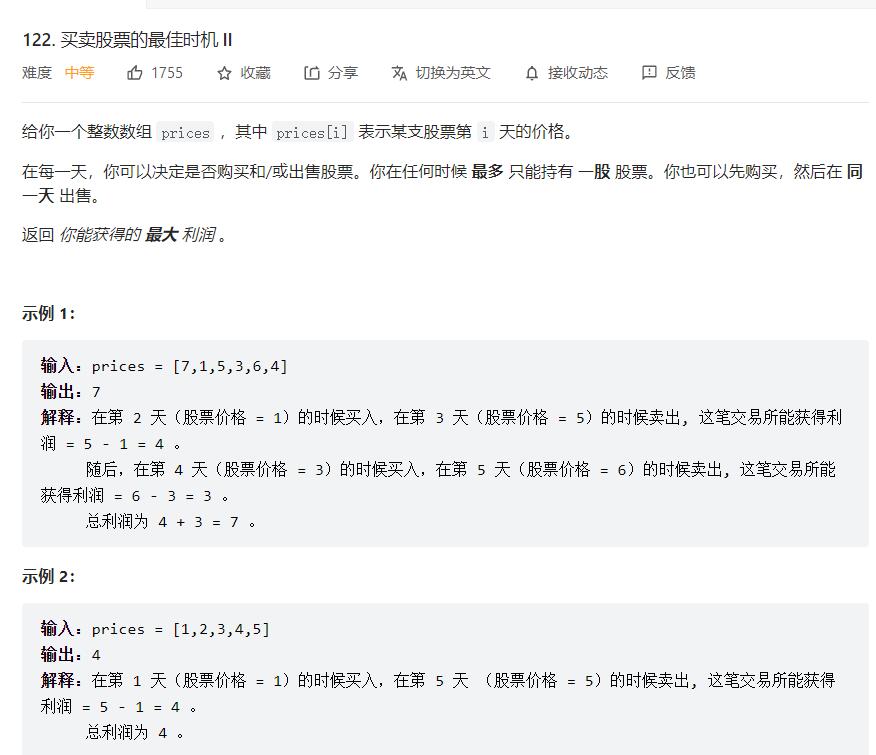 122. 买卖股票的最佳时机 II
难度 中等 1755 收藏 分享 切换为英文 接收动态 反馈
给你一个整数数组 prices ，其中 prices[i] 表示某支股票第 i 天的价格。
在每一天，你可以决定是否购买和/或出售股票。你在任何时候 最多 只能持有 一股 股票。你也可以先购买，然后在 同
一天 出售。
返回 你能获得的 最大 利润 。
示例 1：
输入：prices = [7,1,5,3,6,4]
输出：7
解释：在第 2 天（股票价格 = 1）的时候买入，在第 3 天（股票价格 = 5）的时候卖出, 这笔交易所能获得利
润 = 5 - 1 = 4 。
随后，在第 4 天（股票价格 = 3）的时候买入，在第 5 天（股票价格 = 6）的时候卖出, 这笔交易所能
获得利润 = 6 - 3 = 3 。
总利润为 4 + 3 = 7 。
示例 2：
输入：prices = [1,2,3,4,5]
输出：4
解释：在第 1 天（股票价格 = 1）的时候买入，在第 5 天 （股票价格 = 5）的时候卖出, 这笔交易所能获得
利润 = 5 - 1 = 4 。
总利润为 4 。